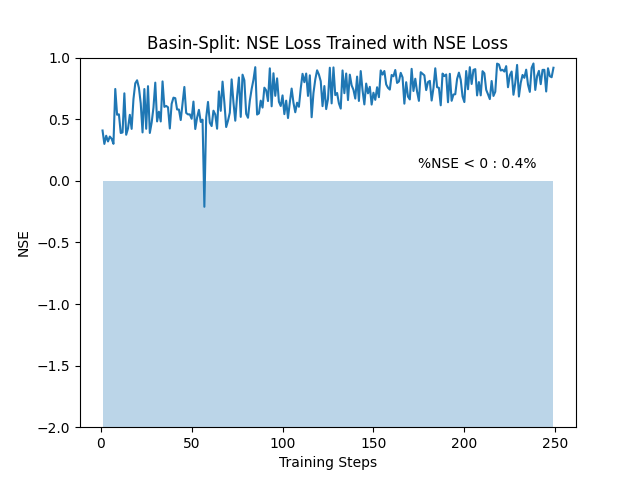 Basin-Split: NSE Loss Trained with NSE Loss
1.0
0.5
%NSE < 0 : 0.4%
0.0
−0.5
NSE
−1.0
−1.5
−2.0
0 50 100 150 200 250
Training Steps